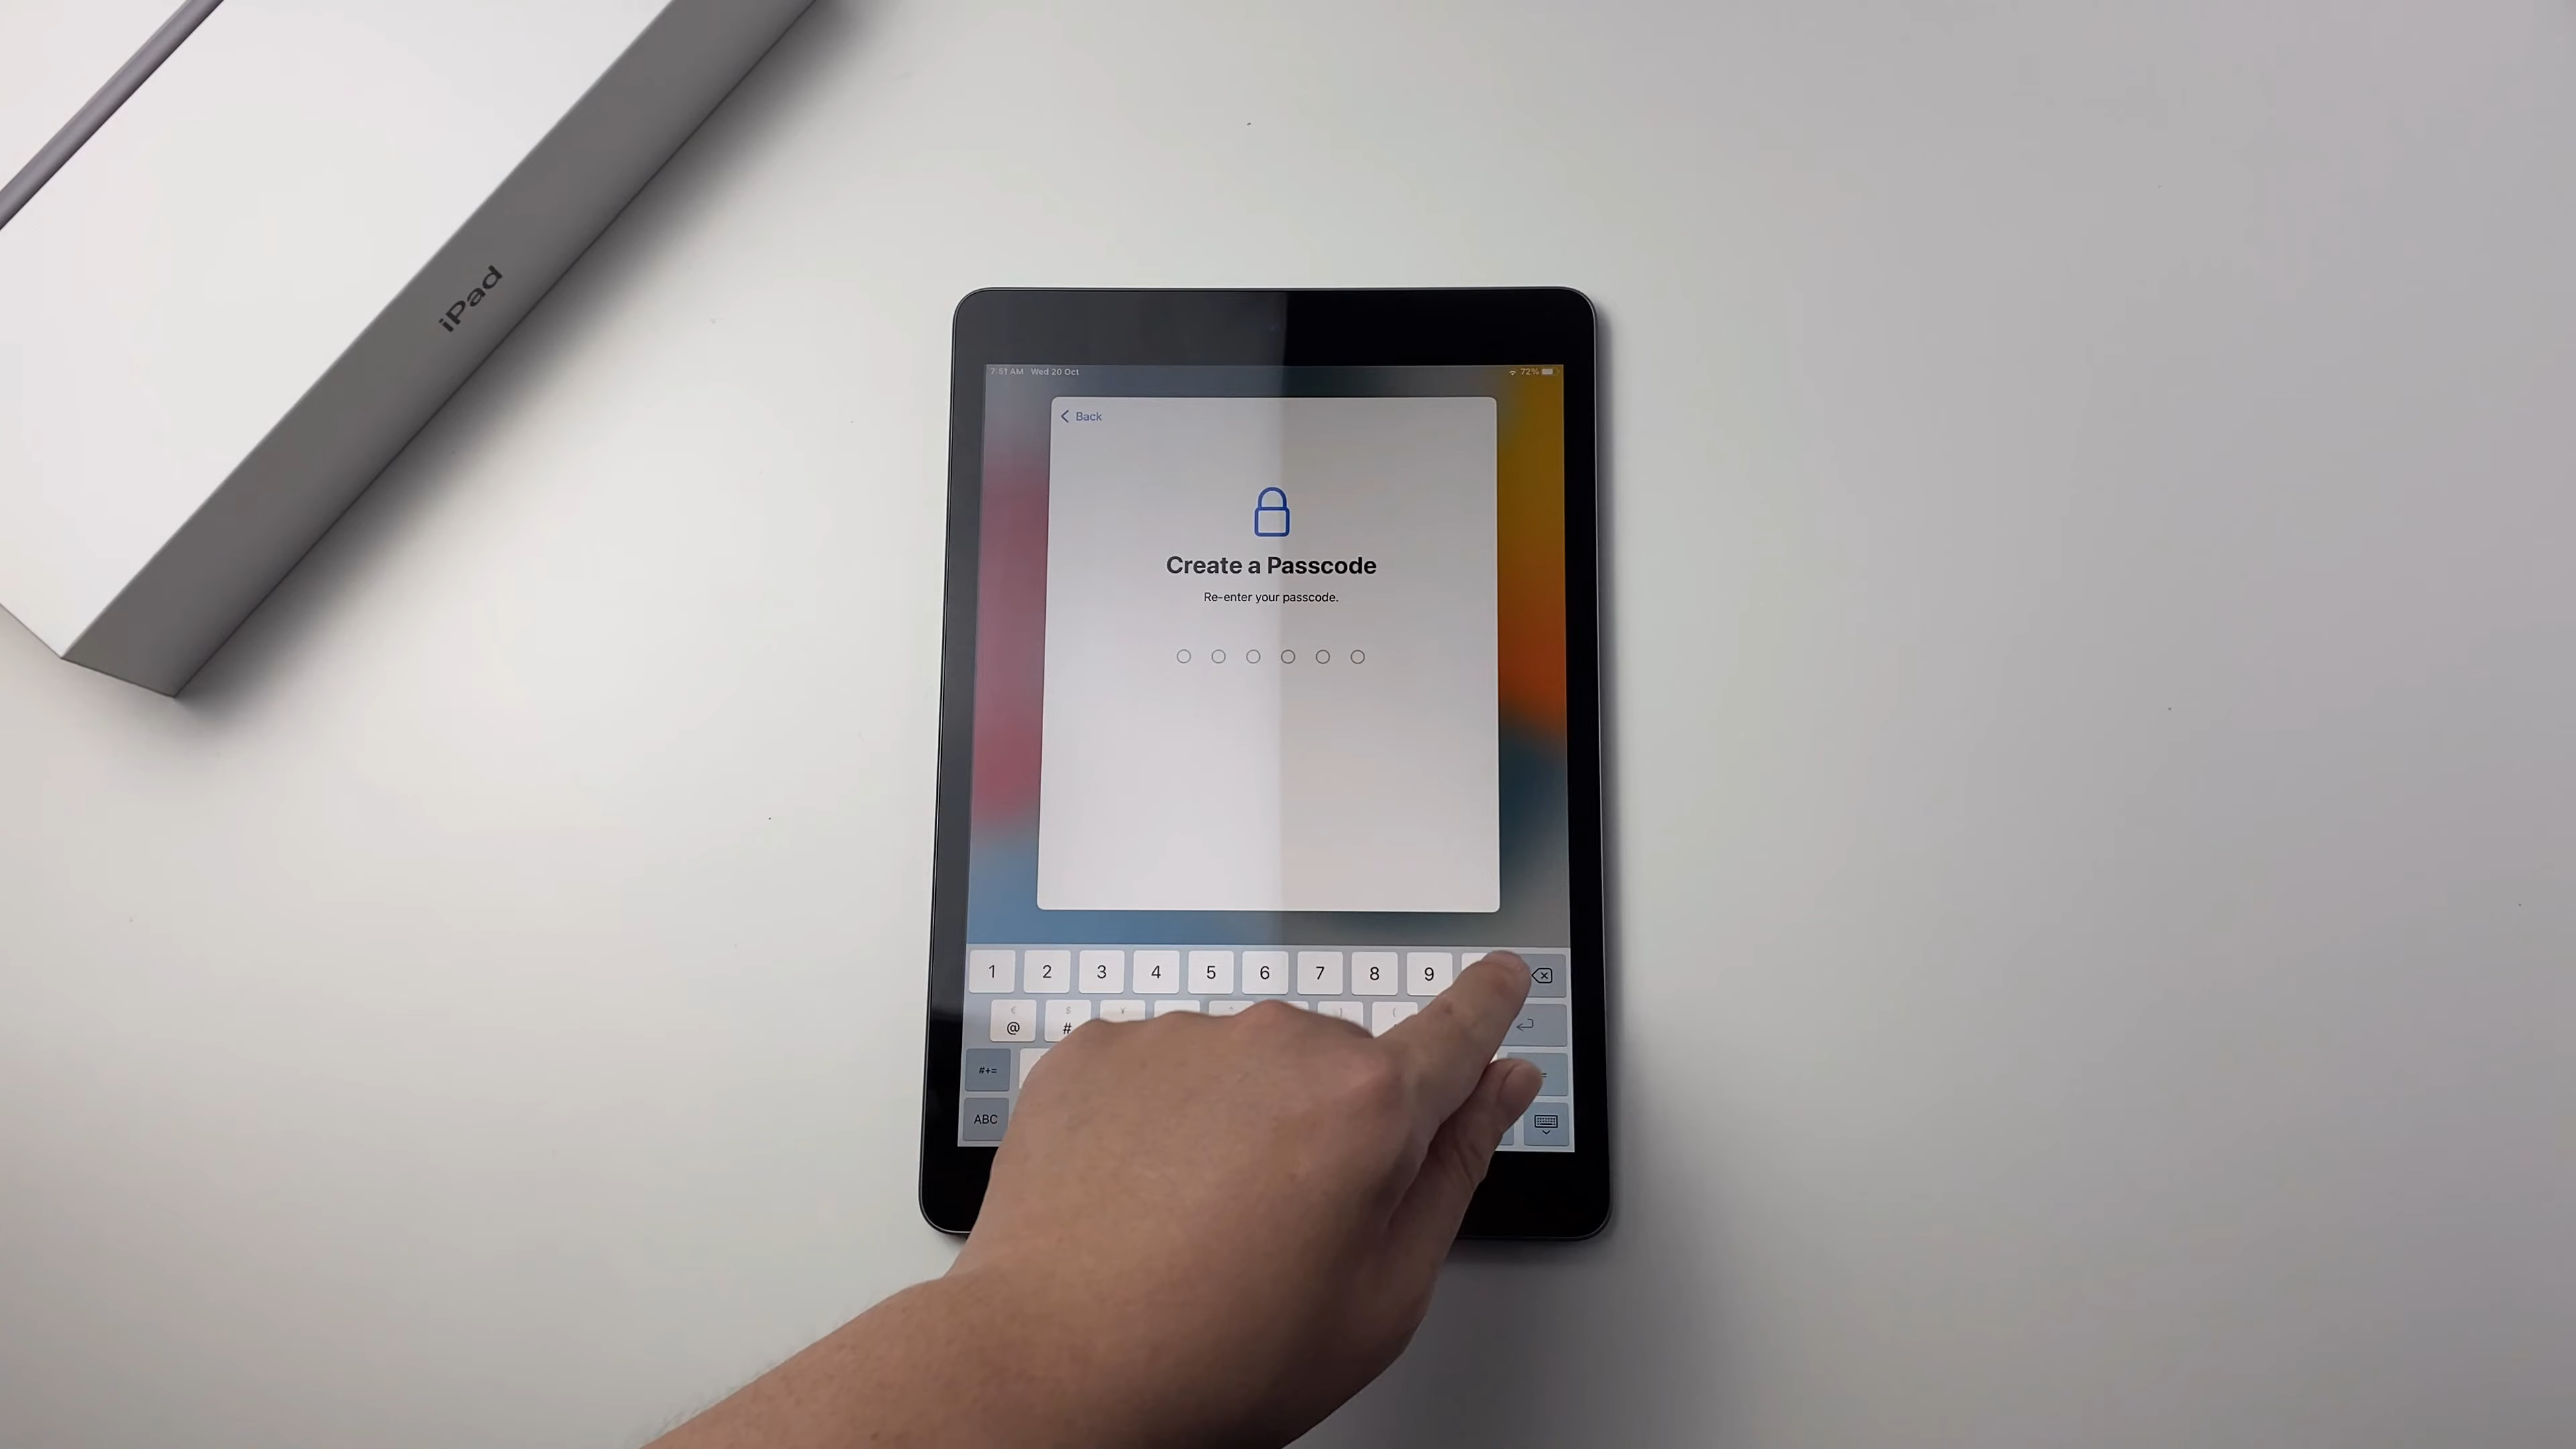 iPad
7:51 AM Wed 20 Oct
72%
Back
Create a Passcode
Re-enter your passcode.
1 2 3 4 5 6 7 8 9
€ $ ¥ ^ ] (
@ #
#+= =
ABC